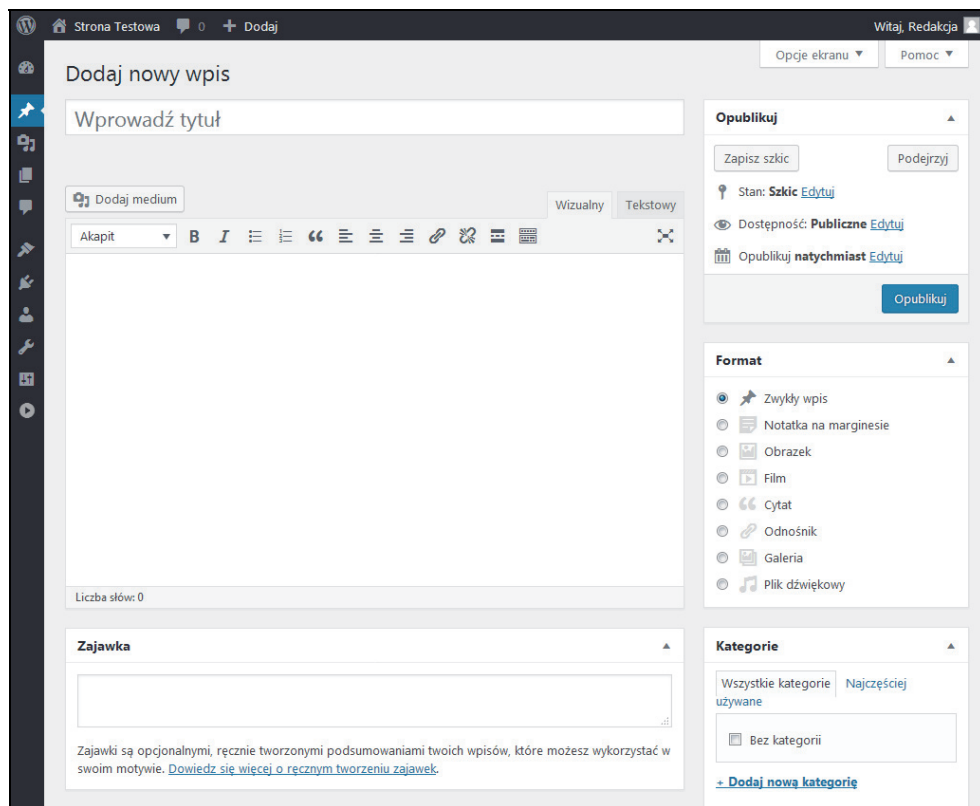 Strona Testowa 0 + Dodaj
Witaj, Redakcja
Opcje ekranu ▼
Pomoc ▼
Dodaj nowy wpis
Wprowadź tytuł
Dodaj medium
Wizualny
Tekstowy
Akapit
B I
Liczba słów: 0
Zajawka
Zajawki są opcjonalnymi, ręcznie tworzonymi podsumowaniami twoich wpisów, które możesz wykorzystać w
swoim motywie. Dowiedz się więcej o ręcznym tworzeniu zajawek.
Opublikuj
Zapisz szkic
Podejrzyj
Stan: Szkic Edytuj
Dostępność: Publiczne Edytuj
Opublikuj natychmiast Edytuj
Opublikuj
Format
Zwykły wpis
Notatka na marginesie
Obrazek
Film
Cytat
Odnośnik
Galeria
Plik dźwiękowy
Kategorie
Wszystkie kategorie
Najczęściej
używane
Bez kategorii
+ Dodaj nową kategorię